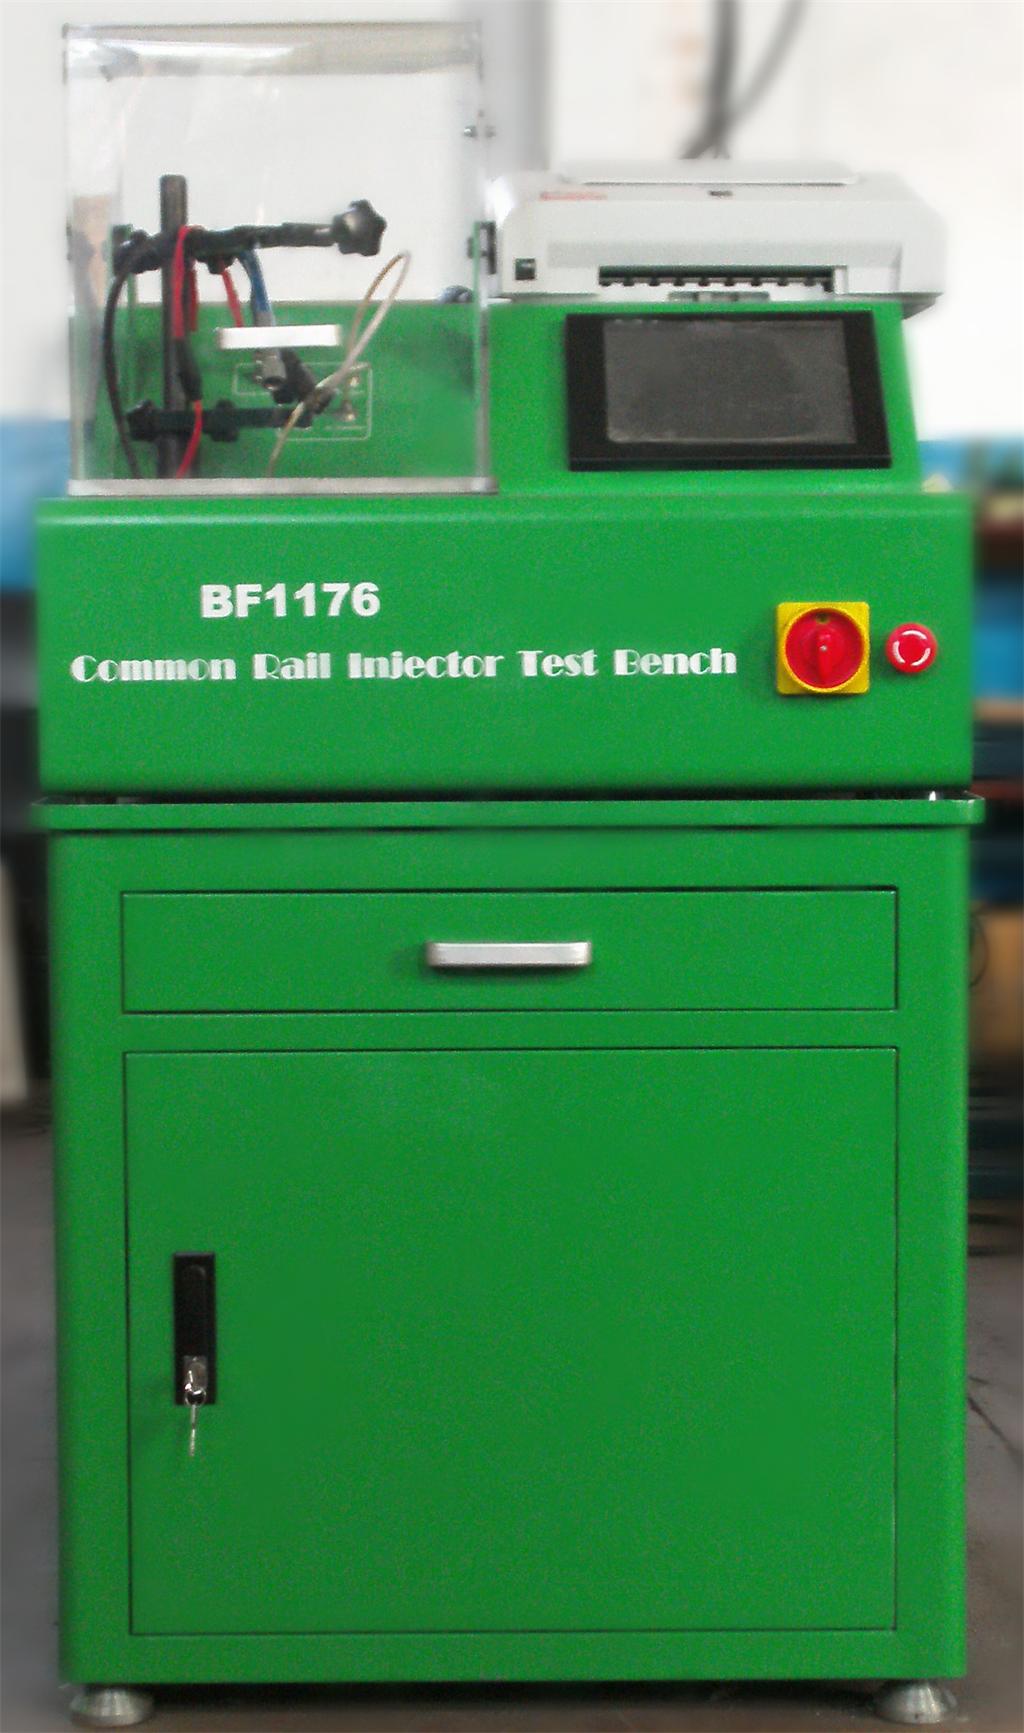 BF1176
Common Rail Injector Test Bench